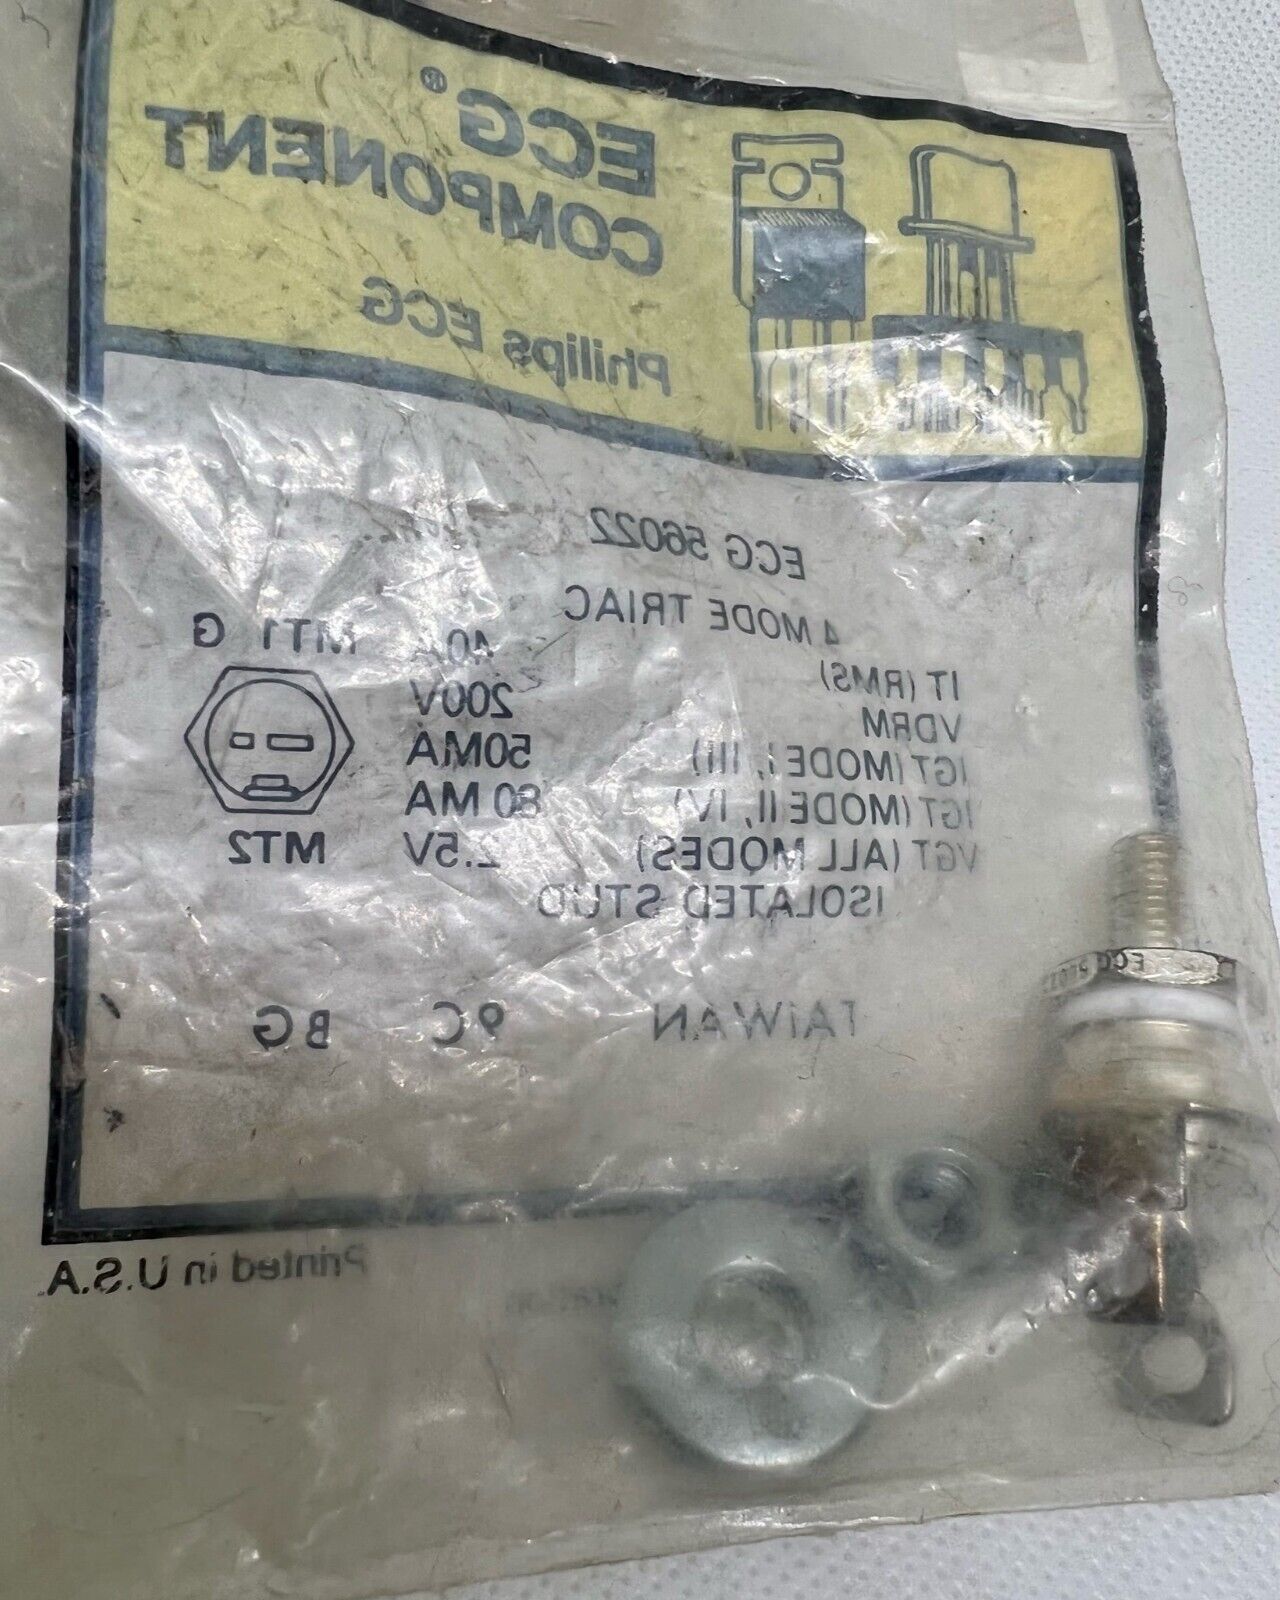 ECG®
COMPONENT
Philips ECG
ECG 56022
4 MODE TRIAC
IT (RMS) 40A
VDRM 200V
IGT (MODE I, III) 50MA
IGT (MODE II, IV) 80 MA
VGT (ALL MODES) 2.5V
ISOLATED STUD
MT1 G
MT2
TAIWAN 9C BG
Printed in U.S.A.
ECG